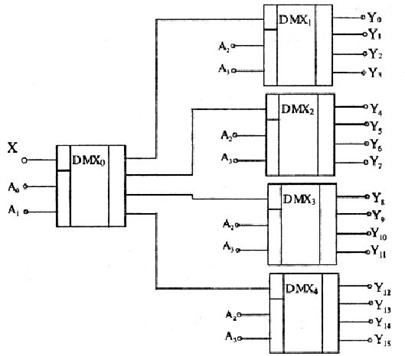 DMX₁
Y₀
Y₁
A₂
Y₂
A₃
Y₃
DMX₂
Y₄
Y₅
A₂
Y₆
A₃
Y₇
X
DMX₀
A₀
A₁
DMX₃
Y₈
Y₉
A₂
Y₁₀
A₃
Y₁₁
DMX₄
Y₁₂
Y₁₃
A₂
Y₁₄
A₃
Y₁₅